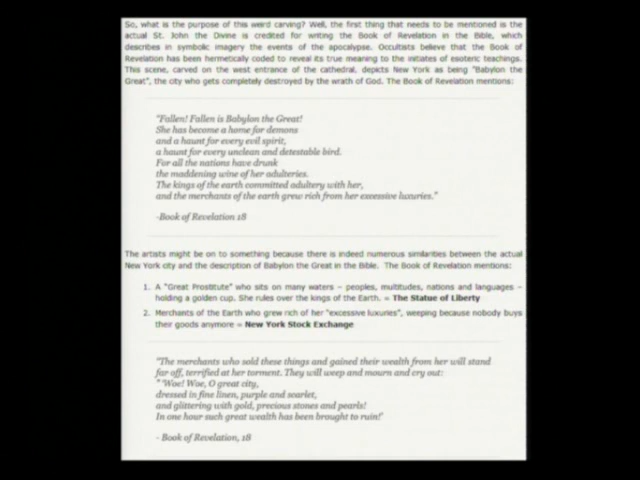 So, what is the purpose of this weird carving? Well, the first thing that needs to be mentioned is the
actual St. John the Divine is credited for writing the Book of Revelation in the Bible, which
describes in symbolic imagery the events of the apocalypse. Occultists believe that the Book of
Revelation has been hermetically coded to reveal its true meaning to the initiates of esoteric teachings.
This scene, carved on the west entrance of the cathedral, depicts New York as being "Babylon the
Great", the city who gets completely destroyed by the wrath of God. The Book of Revelation mentions:
"Fallen! Fallen is Babylon the Great!
She has become a home for demons
and a haunt for every evil spirit,
a haunt for every unclean and detestable bird.
For all the nations have drunk
the maddening wine of her adulteries.
The kings of the earth committed adultery with her,
and the merchants of the earth grew rich from her excessive luxuries."
-Book of Revelation 18
The artists might be on to something because there is indeed numerous similarities between the actual
New York city and the description of Babylon the Great in the Bible. The Book of Revelation mentions:
1. A "Great Prostitute" who sits on many waters – peoples, multitudes, nations and languages –
holding a golden cup. She rules over the kings of the Earth. = The Statue of Liberty
2. Merchants of the Earth who grew rich of her "excessive luxuries", weeping because nobody buys
their goods anymore = New York Stock Exchange
"The merchants who sold these things and gained their wealth from her will stand
far off, terrified at her torment. They will weep and mourn and cry out:
" 'Woe! Woe, O great city,
dressed in fine linen, purple and scarlet,
and glittering with gold, precious stones and pearls!
In one hour such great wealth has been brought to ruin!'
- Book of Revelation, 18